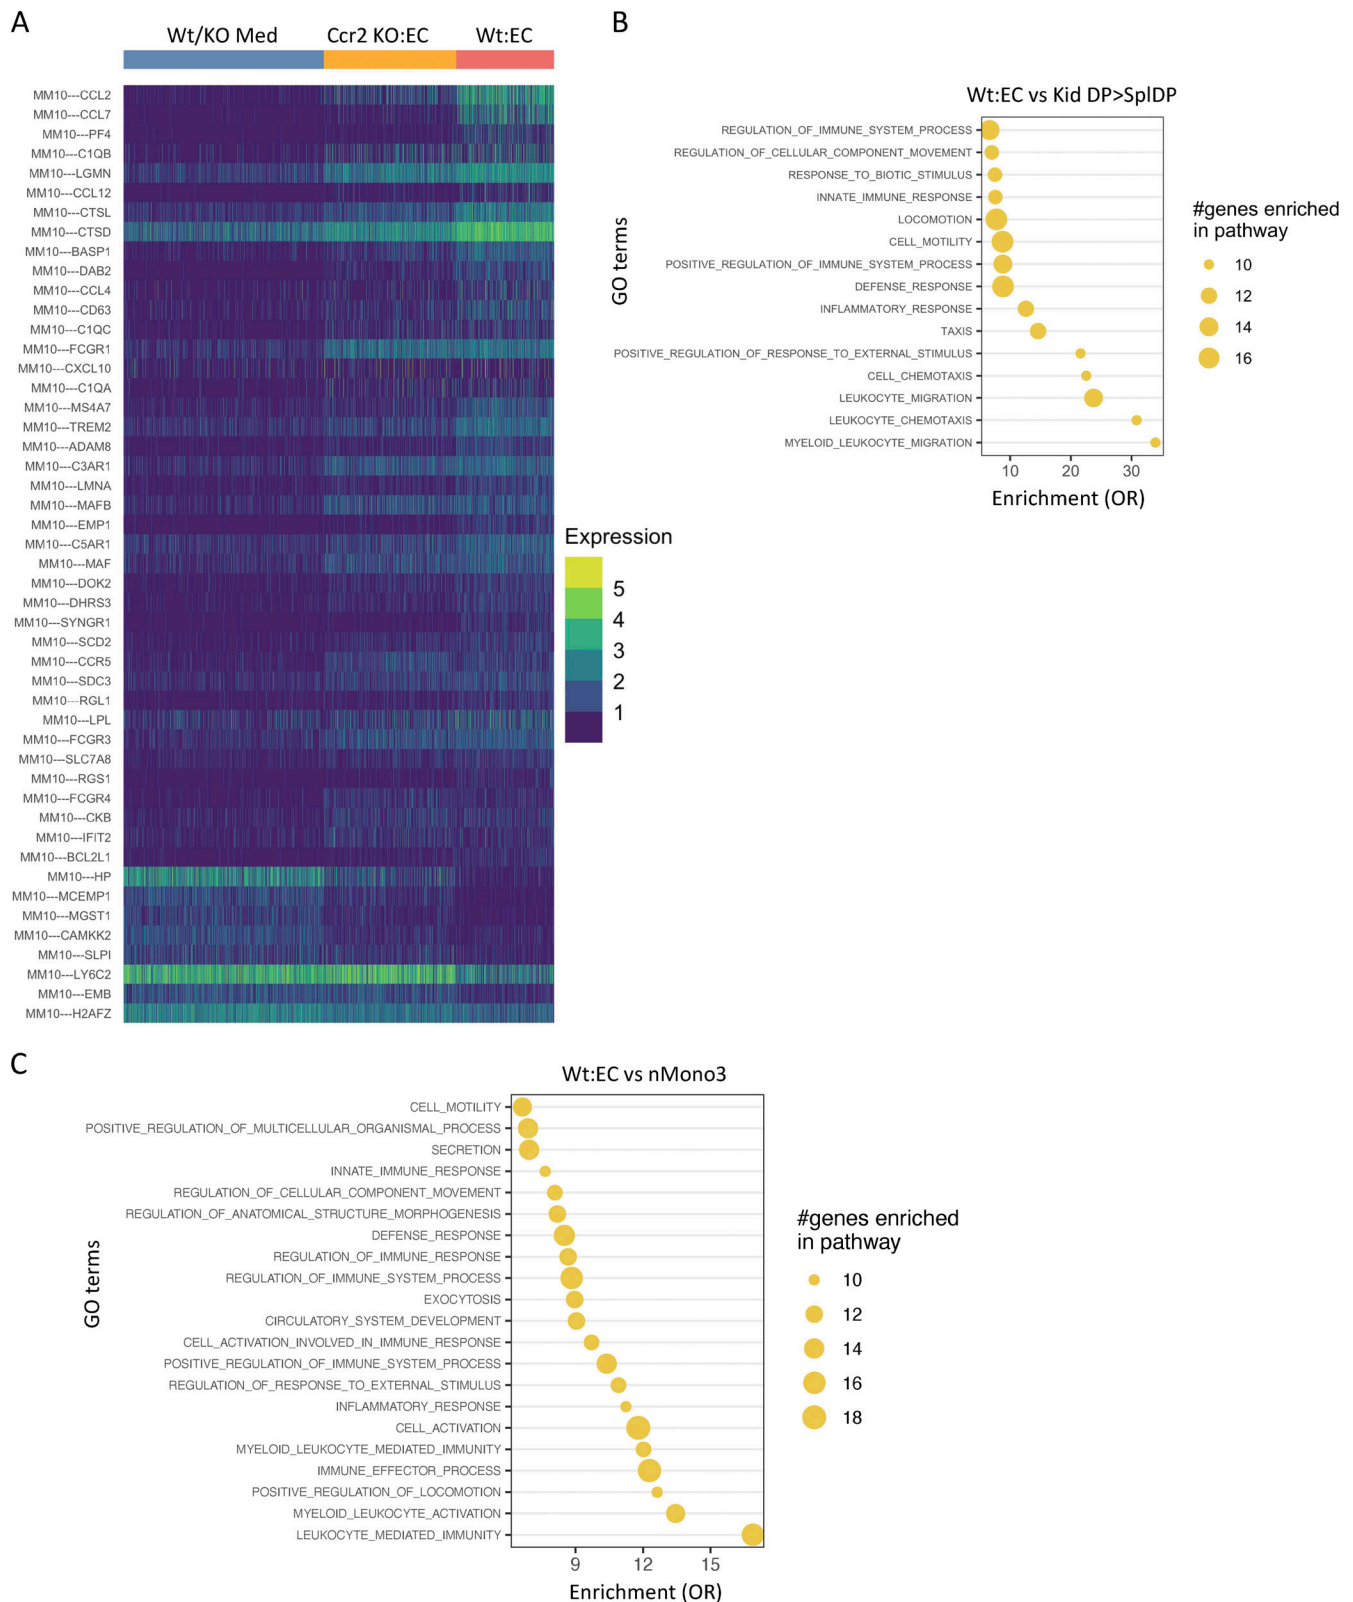 A
Wt/KO Med
Ccr2 KO:EC
Wt:EC
MM10---CCL2
MM10---CCL7
MM10---PF4
MM10---C1QB
MM10---LGMN
MM10---CCL12
MM10---CTSL
MM10---CTSD
MM10---BASP1
MM10---DAB2
MM10---CCL4
MM10---CD63
MM10---C1QC
MM10---FCGR1
MM10---CXCL10
MM10---C1QA
MM10---MS4A7
MM10---TREM2
MM10---ADAM8
MM10---C3AR1
MM10---LMNA
MM10---MAFB
MM10---EMP1
MM10---C5AR1
MM10---MAF
MM10---DOK2
MM10---DHRS3
MM10---SYNGR1
MM10---SCD2
MM10---CCR5
MM10---SDC3
MM10---RGL1
MM10---LPL
MM10---FCGR3
MM10---SLC7A8
MM10---RGS1
MM10---FCGR4
MM10---CKB
MM10---IFIT2
MM10---BCL2L1
MM10---HP
MM10---MCEMP1
MM10---MGST1
MM10---CAMKK2
MM10---SLPI
MM10---LY6C2
MM10---EMB
MM10---H2AFZ
Expression
5
4
3
2
1
B
Wt:EC vs Kid DP>SplDP
GO terms
REGULATION_OF_IMMUNE_SYSTEM_PROCESS
REGULATION_OF_CELLULAR_COMPONENT_MOVEMENT
RESPONSE_TO_BIOTIC_STIMULUS
INNATE_IMMUNE_RESPONSE
LOCOMOTION
CELL_MOTILITY
POSITIVE_REGULATION_OF_IMMUNE_SYSTEM_PROCESS
DEFENSE_RESPONSE
INFLAMMATORY_RESPONSE
TAXIS
POSITIVE_REGULATION_OF_RESPONSE_TO_EXTERNAL_STIMULUS
CELL_CHEMOTAXIS
LEUKOCYTE_MIGRATION
LEUKOCYTE_CHEMOTAXIS
MYELOID_LEUKOCYTE_MIGRATION
10 20 30
Enrichment (OR)
#genes enriched
in pathway
10
12
14
16
C
Wt:EC vs nMono3
GO terms
CELL_MOTILITY
POSITIVE_REGULATION_OF_MULTICELLULAR_ORGANISMAL_PROCESS
SECRETION
INNATE_IMMUNE_RESPONSE
REGULATION_OF_CELLULAR_COMPONENT_MOVEMENT
REGULATION_OF_ANATOMICAL_STRUCTURE_MORPHOGENESIS
DEFENSE_RESPONSE
REGULATION_OF_IMMUNE_RESPONSE
REGULATION_OF_IMMUNE_SYSTEM_PROCESS
EXOCYTOSIS
CIRCULATORY_SYSTEM_DEVELOPMENT
CELL_ACTIVATION_INVOLVED_IN_IMMUNE_RESPONSE
POSITIVE_REGULATION_OF_IMMUNE_SYSTEM_PROCESS
REGULATION_OF_RESPONSE_TO_EXTERNAL_STIMULUS
INFLAMMATORY_RESPONSE
CELL_ACTIVATION
MYELOID_LEUKOCYTE_MEDIATED_IMMUNITY
IMMUNE_EFFECTOR_PROCESS
POSITIVE_REGULATION_OF_LOCOMOTION
MYELOID_LEUKOCYTE_ACTIVATION
LEUKOCYTE_MEDIATED_IMMUNITY
9 12 15
Enrichment (OR)
#genes enriched
in pathway
10
12
14
16
18